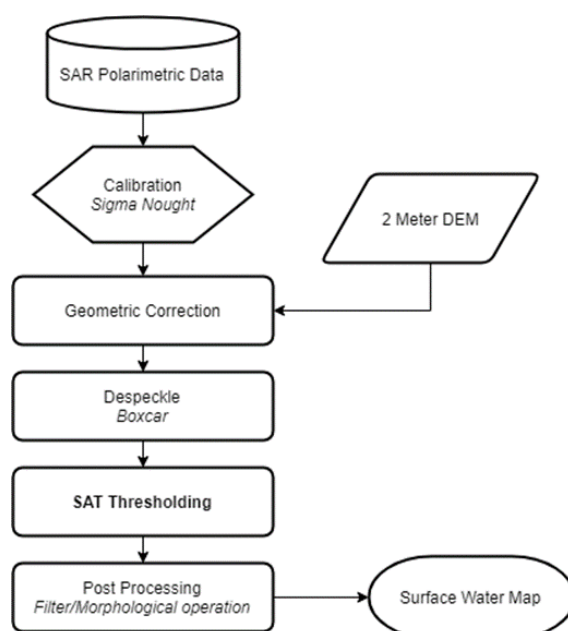 SAR Polarimetric Data
Calibration
Sigma Nought
2 Meter DEM
Geometric Correction
Despeckle
Boxcar
SAT Thresholding
Post Processing
Filter/Morphological operation
Surface Water Map